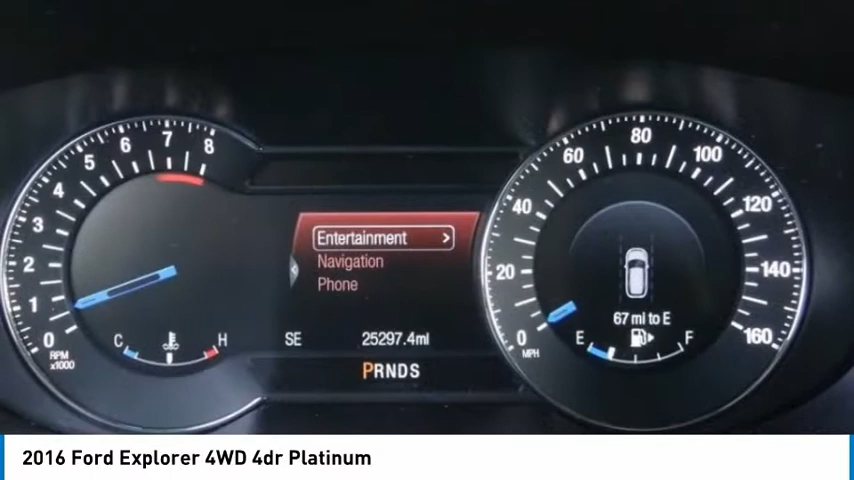 0 1 2 3 4 5 6 7 8
RPM
x1000
C H
Entertainment >
Navigation
Phone
SE 25297.4mi
PRNDS
0 20 40 60 80 100 120 140 160
MPH
67 mi to E
E F
2016 Ford Explorer 4WD 4dr Platinum